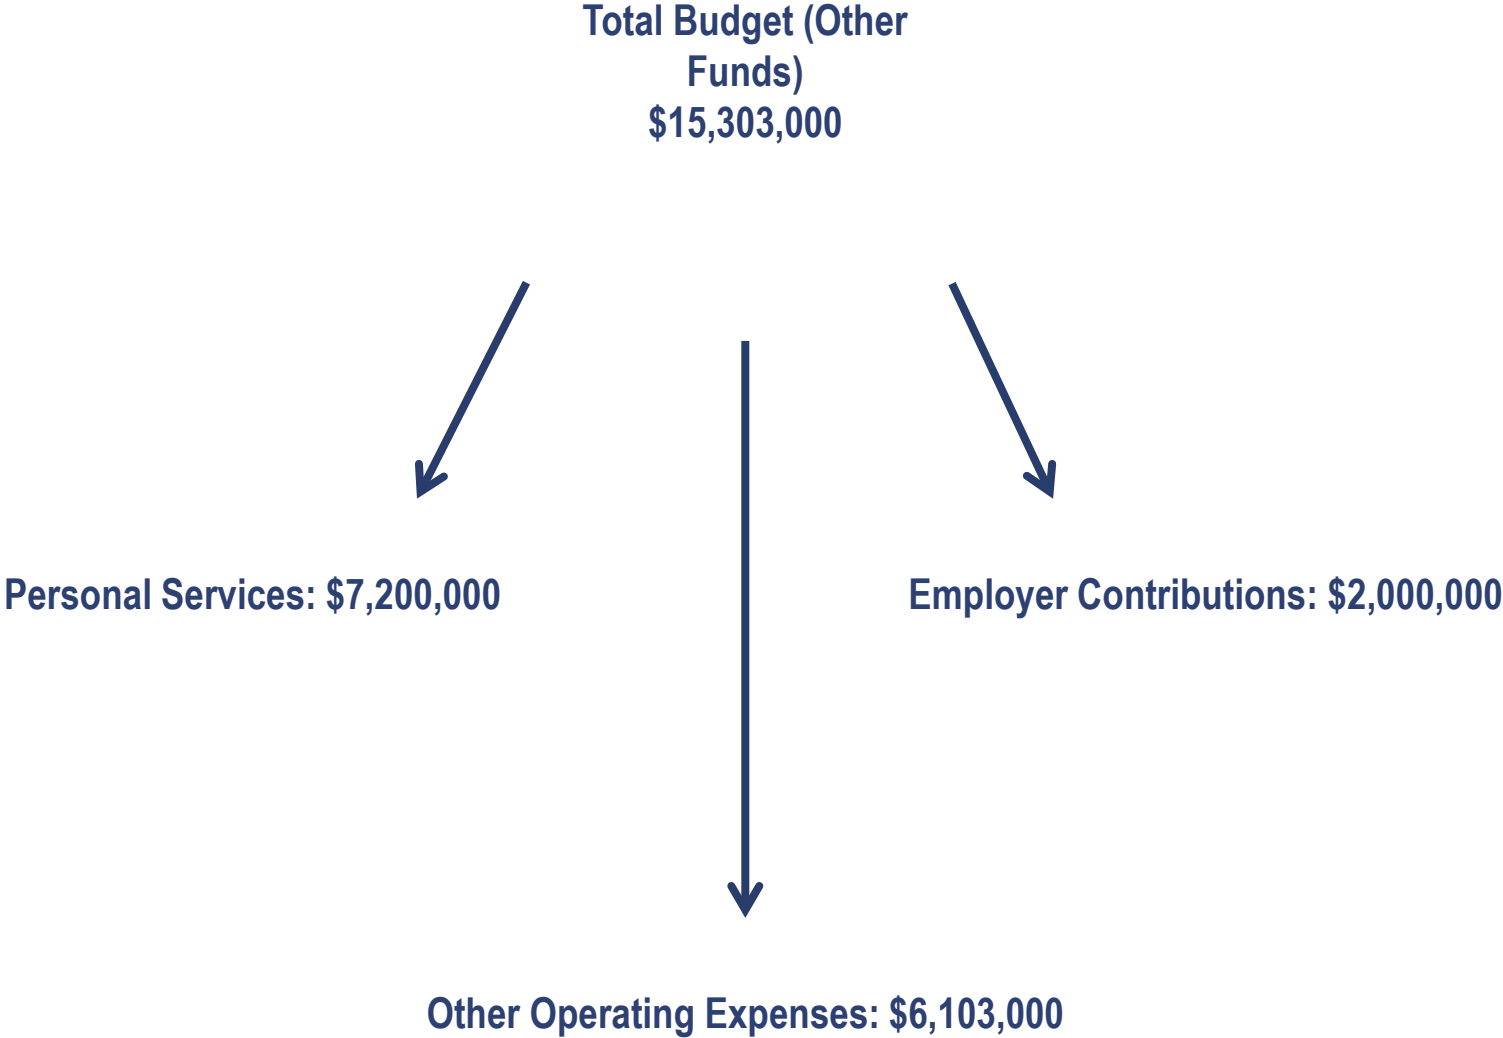 Total Budget (Other
Funds)
$15,303,000
Personal Services: $7,200,000
Employer Contributions: $2,000,000
Other Operating Expenses: $6,103,000